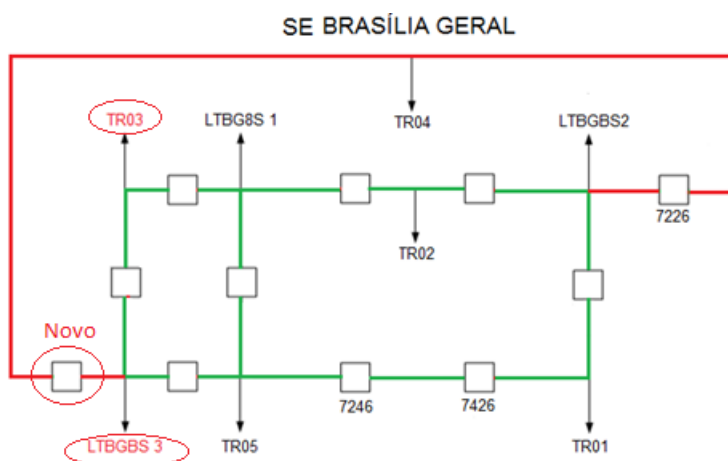 SE BRASÍLIA GERAL
TR03
LTBG8S 1
TR04
LTBGBS2
7226
TR02
Novo
7246
7426
LTBGBS 3
TR05
TR01